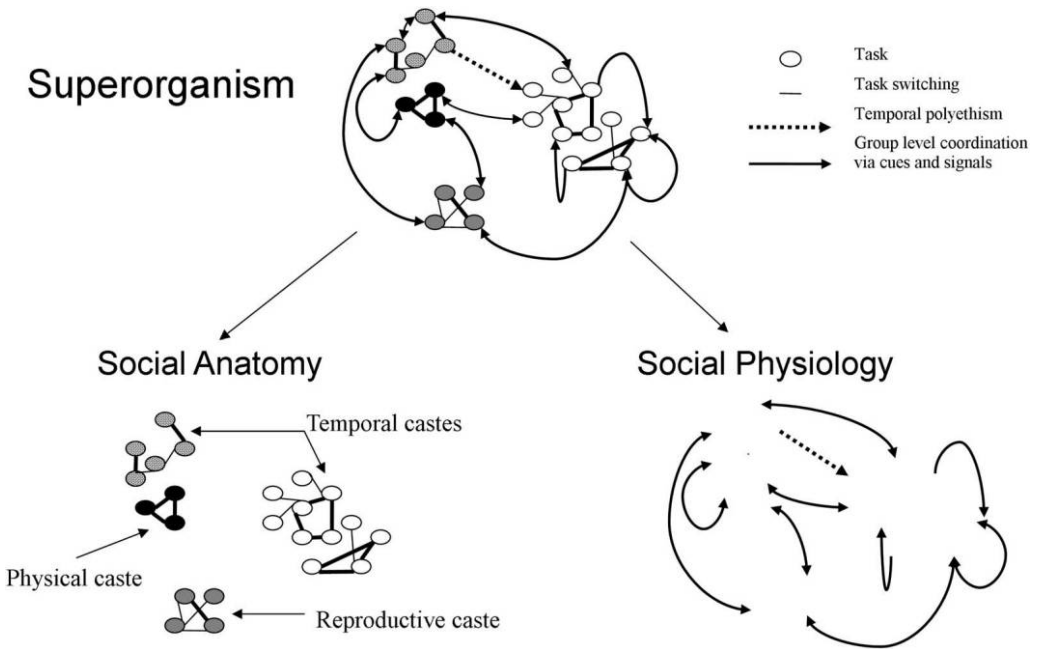 Superorganism
Task
Task switching
Temporal polyethism
Group level coordination
via cues and signals
Social Anatomy
Social Physiology
Temporal castes
Physical caste
Reproductive caste